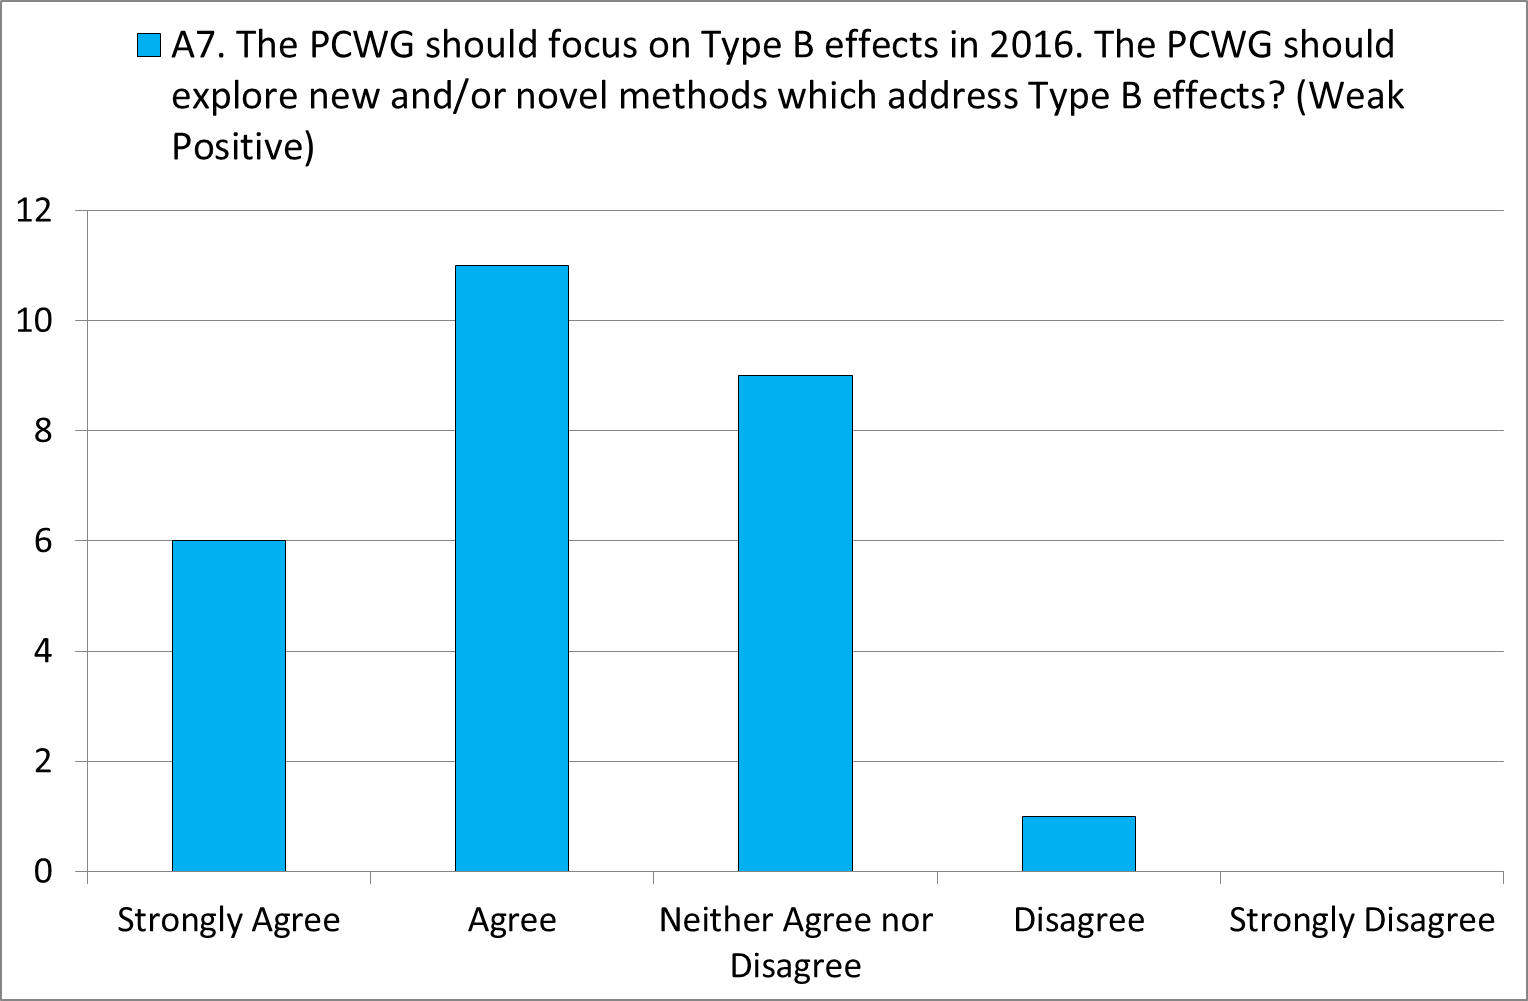 A7. The PCWG should focus on Type B effects in 2016. The PCWG should
explore new and/or novel methods which address Type B effects? (Weak
Positive)
12
10
8
6
4
2
0
Strongly Agree
Agree
Neither Agree nor
Disagree
Disagree
Strongly Disagree